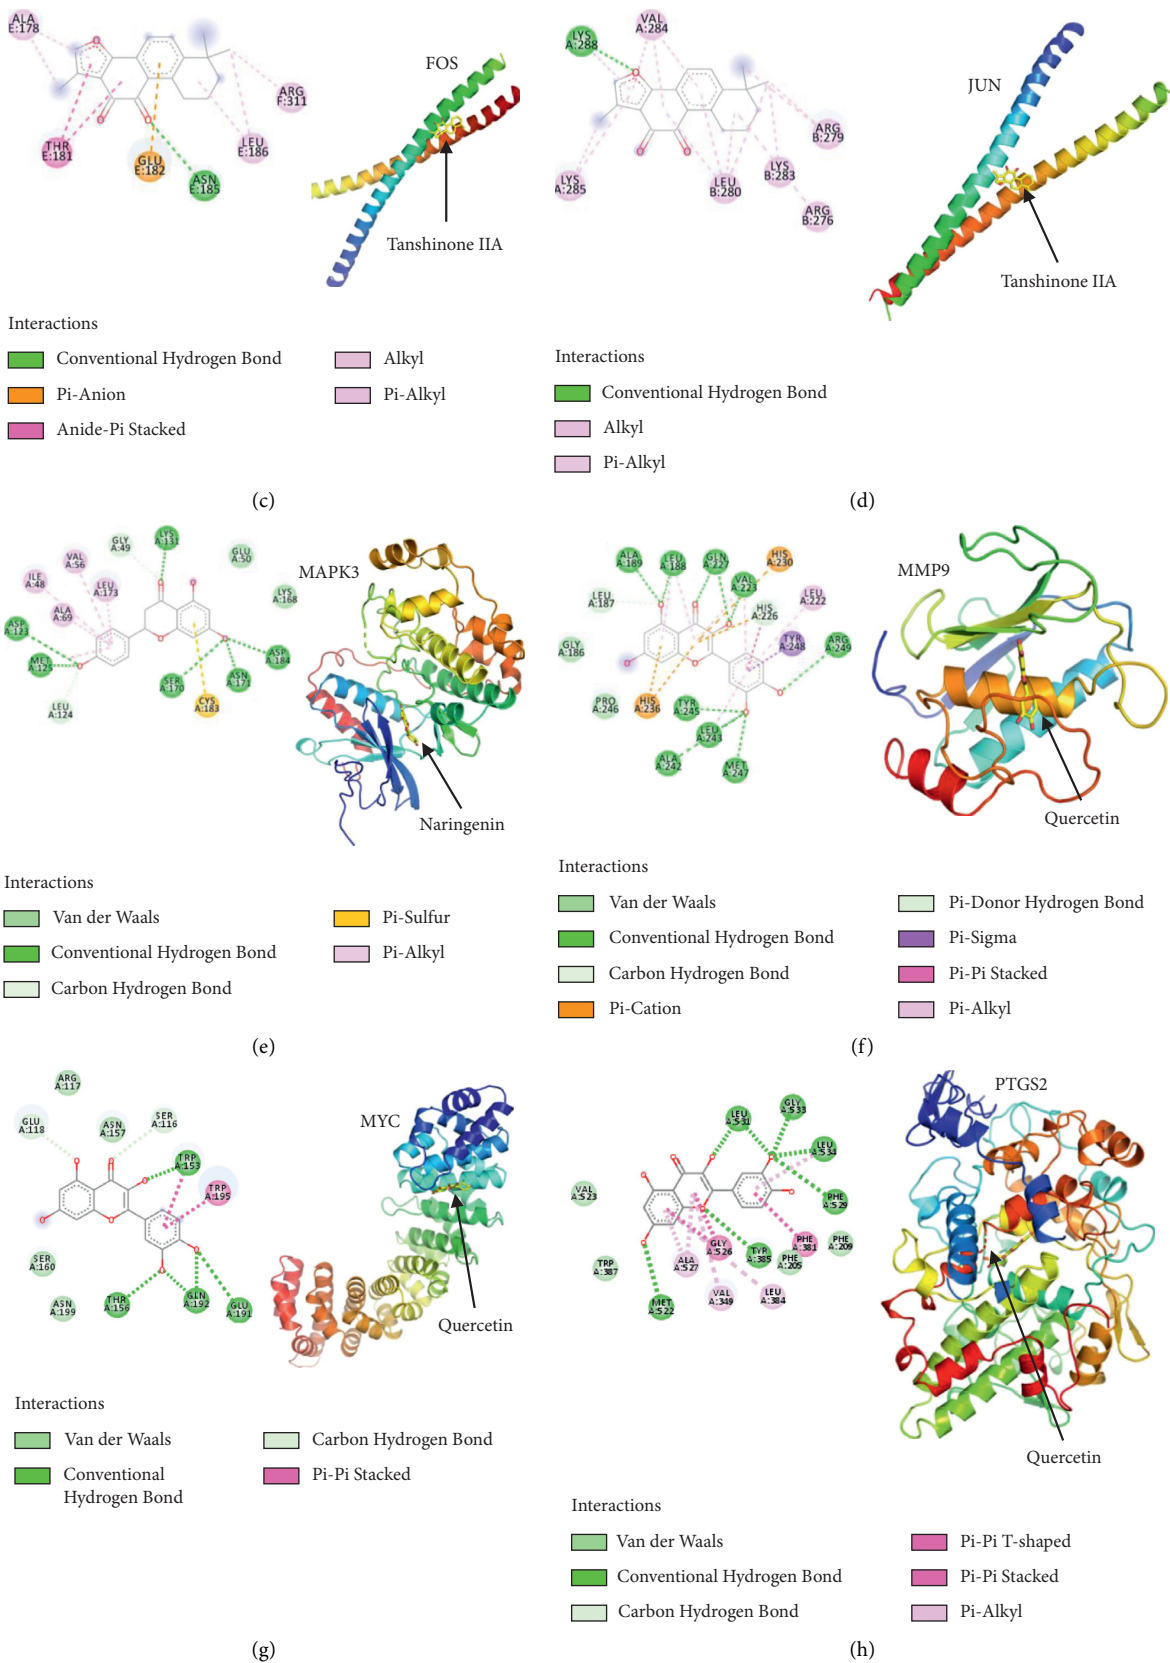 ALA
E:178
THR
E:181
GLU
E:182
ASN
E:185
LEU
E:186
ARG
F:311
FOS
Tanshinone IIA
Interactions
Conventional Hydrogen Bond
Pi-Anion
Anide-Pi Stacked
Alkyl
Pi-Alkyl
(c)
LYS
A:288
VAL
A:284
LYS
A:285
LEU
B:280
LYS
B:283
ARG
B:279
ARG
B:276
JUN
Tanshinone IIA
Interactions
Conventional Hydrogen Bond
Alkyl
Pi-Alkyl
(d)
GLY
A:49
LYS
A:131
GLU
A:50
VAL
A:56
ILE
A:48
LEU
A:173
LYS
A:168
ALA
A:69
ASP
A:123
MET
A:125
LEU
A:124
SER
A:170
CYS
A:183
ASN
A:171
ASP
A:184
MAPK3
Naringenin
Interactions
Van der Waals
Conventional Hydrogen Bond
Carbon Hydrogen Bond
Pi-Sulfur
Pi-Alkyl
(e)
ALA
A:189
LEU
A:188
GLN
A:227
HIS
A:230
VAL
A:223
LEU
A:187
HIS
A:226
LEU
A:222
GLY
A:186
TYR
A:248
ARG
A:249
PRO
A:246
HIS
A:236
TYR
A:245
LEU
A:243
ALA
A:242
MET
A:247
MMP9
Quercetin
Interactions
Van der Waals
Conventional Hydrogen Bond
Carbon Hydrogen Bond
Pi-Cation
Pi-Donor Hydrogen Bond
Pi-Sigma
Pi-Pi Stacked
Pi-Alkyl
(f)
ARG
A:117
GLU
A:118
ASN
A:157
SER
A:116
TRP
A:153
TRP
A:195
SER
A:160
ASN
A:199
THR
A:156
GLN
A:192
GLU
A:191
MYC
Quercetin
Interactions
Van der Waals
Conventional
Hydrogen Bond
Carbon Hydrogen Bond
Pi-Pi Stacked
(g)
LEU
A:531
GLY
A:533
LEU
A:534
VAL
A:523
PHE
A:529
TRP
A:387
ALA
A:527
GLY
A:526
TYR
A:385
PHE
A:381
PHE
A:205
PHE
A:209
MET
A:522
VAL
A:349
LEU
A:384
PTGS2
Quercetin
Interactions
Van der Waals
Conventional Hydrogen Bond
Carbon Hydrogen Bond
Pi-Pi T-shaped
Pi-Pi Stacked
Pi-Alkyl
(h)